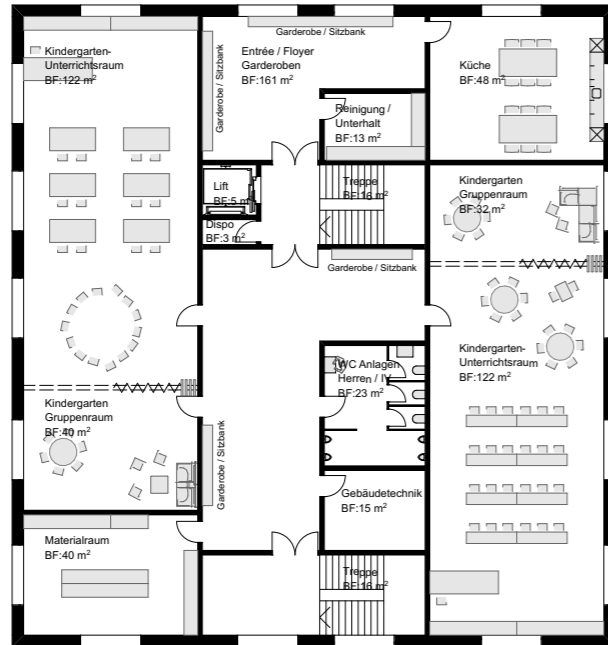 Garderobe / Sitzbank
Kindergarten-
Unterrichtsraum
BF:122 m²
Garderobe / Sitzbank
Entrée / Floyer
Garderoben
BF:161 m²
Küche
BF:48 m²
Reinigung /
Unterhalt
BF:13 m²
Lift
BF:5 m²
Treppe
BF:16 m²
Kindergarten
Gruppenraum
BF:32 m²
Dispo
BF:3 m²
Garderobe / Sitzbank
Kindergarten-
Unterrichtsraum
BF:122 m²
WC Anlagen
Herren / IV
BF:23 m²
Kindergarten
Gruppenraum
BF:40 m²
Garderobe / Sitzbank
Gebäudetechnik
BF:15 m²
Materialraum
BF:40 m²
Treppe
BF:16 m²